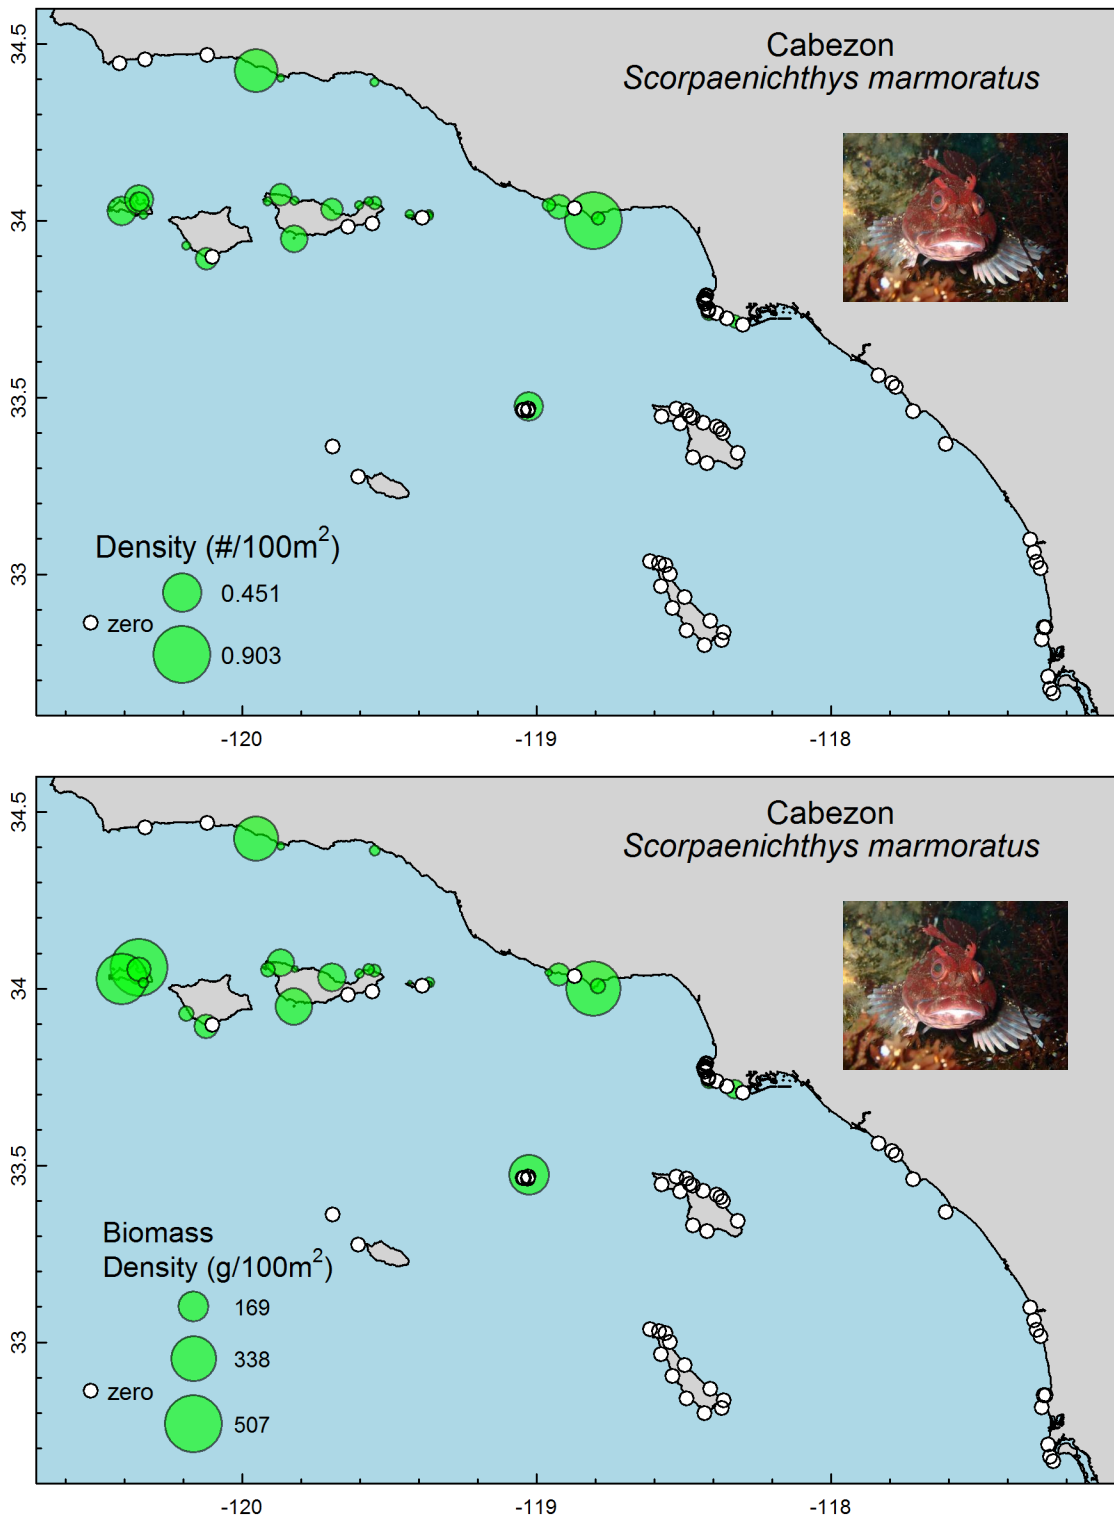 Cabezon
Scorpaenichthys marmoratus
34.5
34
33.5
33
Density (#/100m²)
0.451
zero
0.903
-120
-119
-118
Cabezon
Scorpaenichthys marmoratus
34.5
34
33.5
33
Biomass
Density (g/100m²)
169
338
zero
507
-120
-119
-118